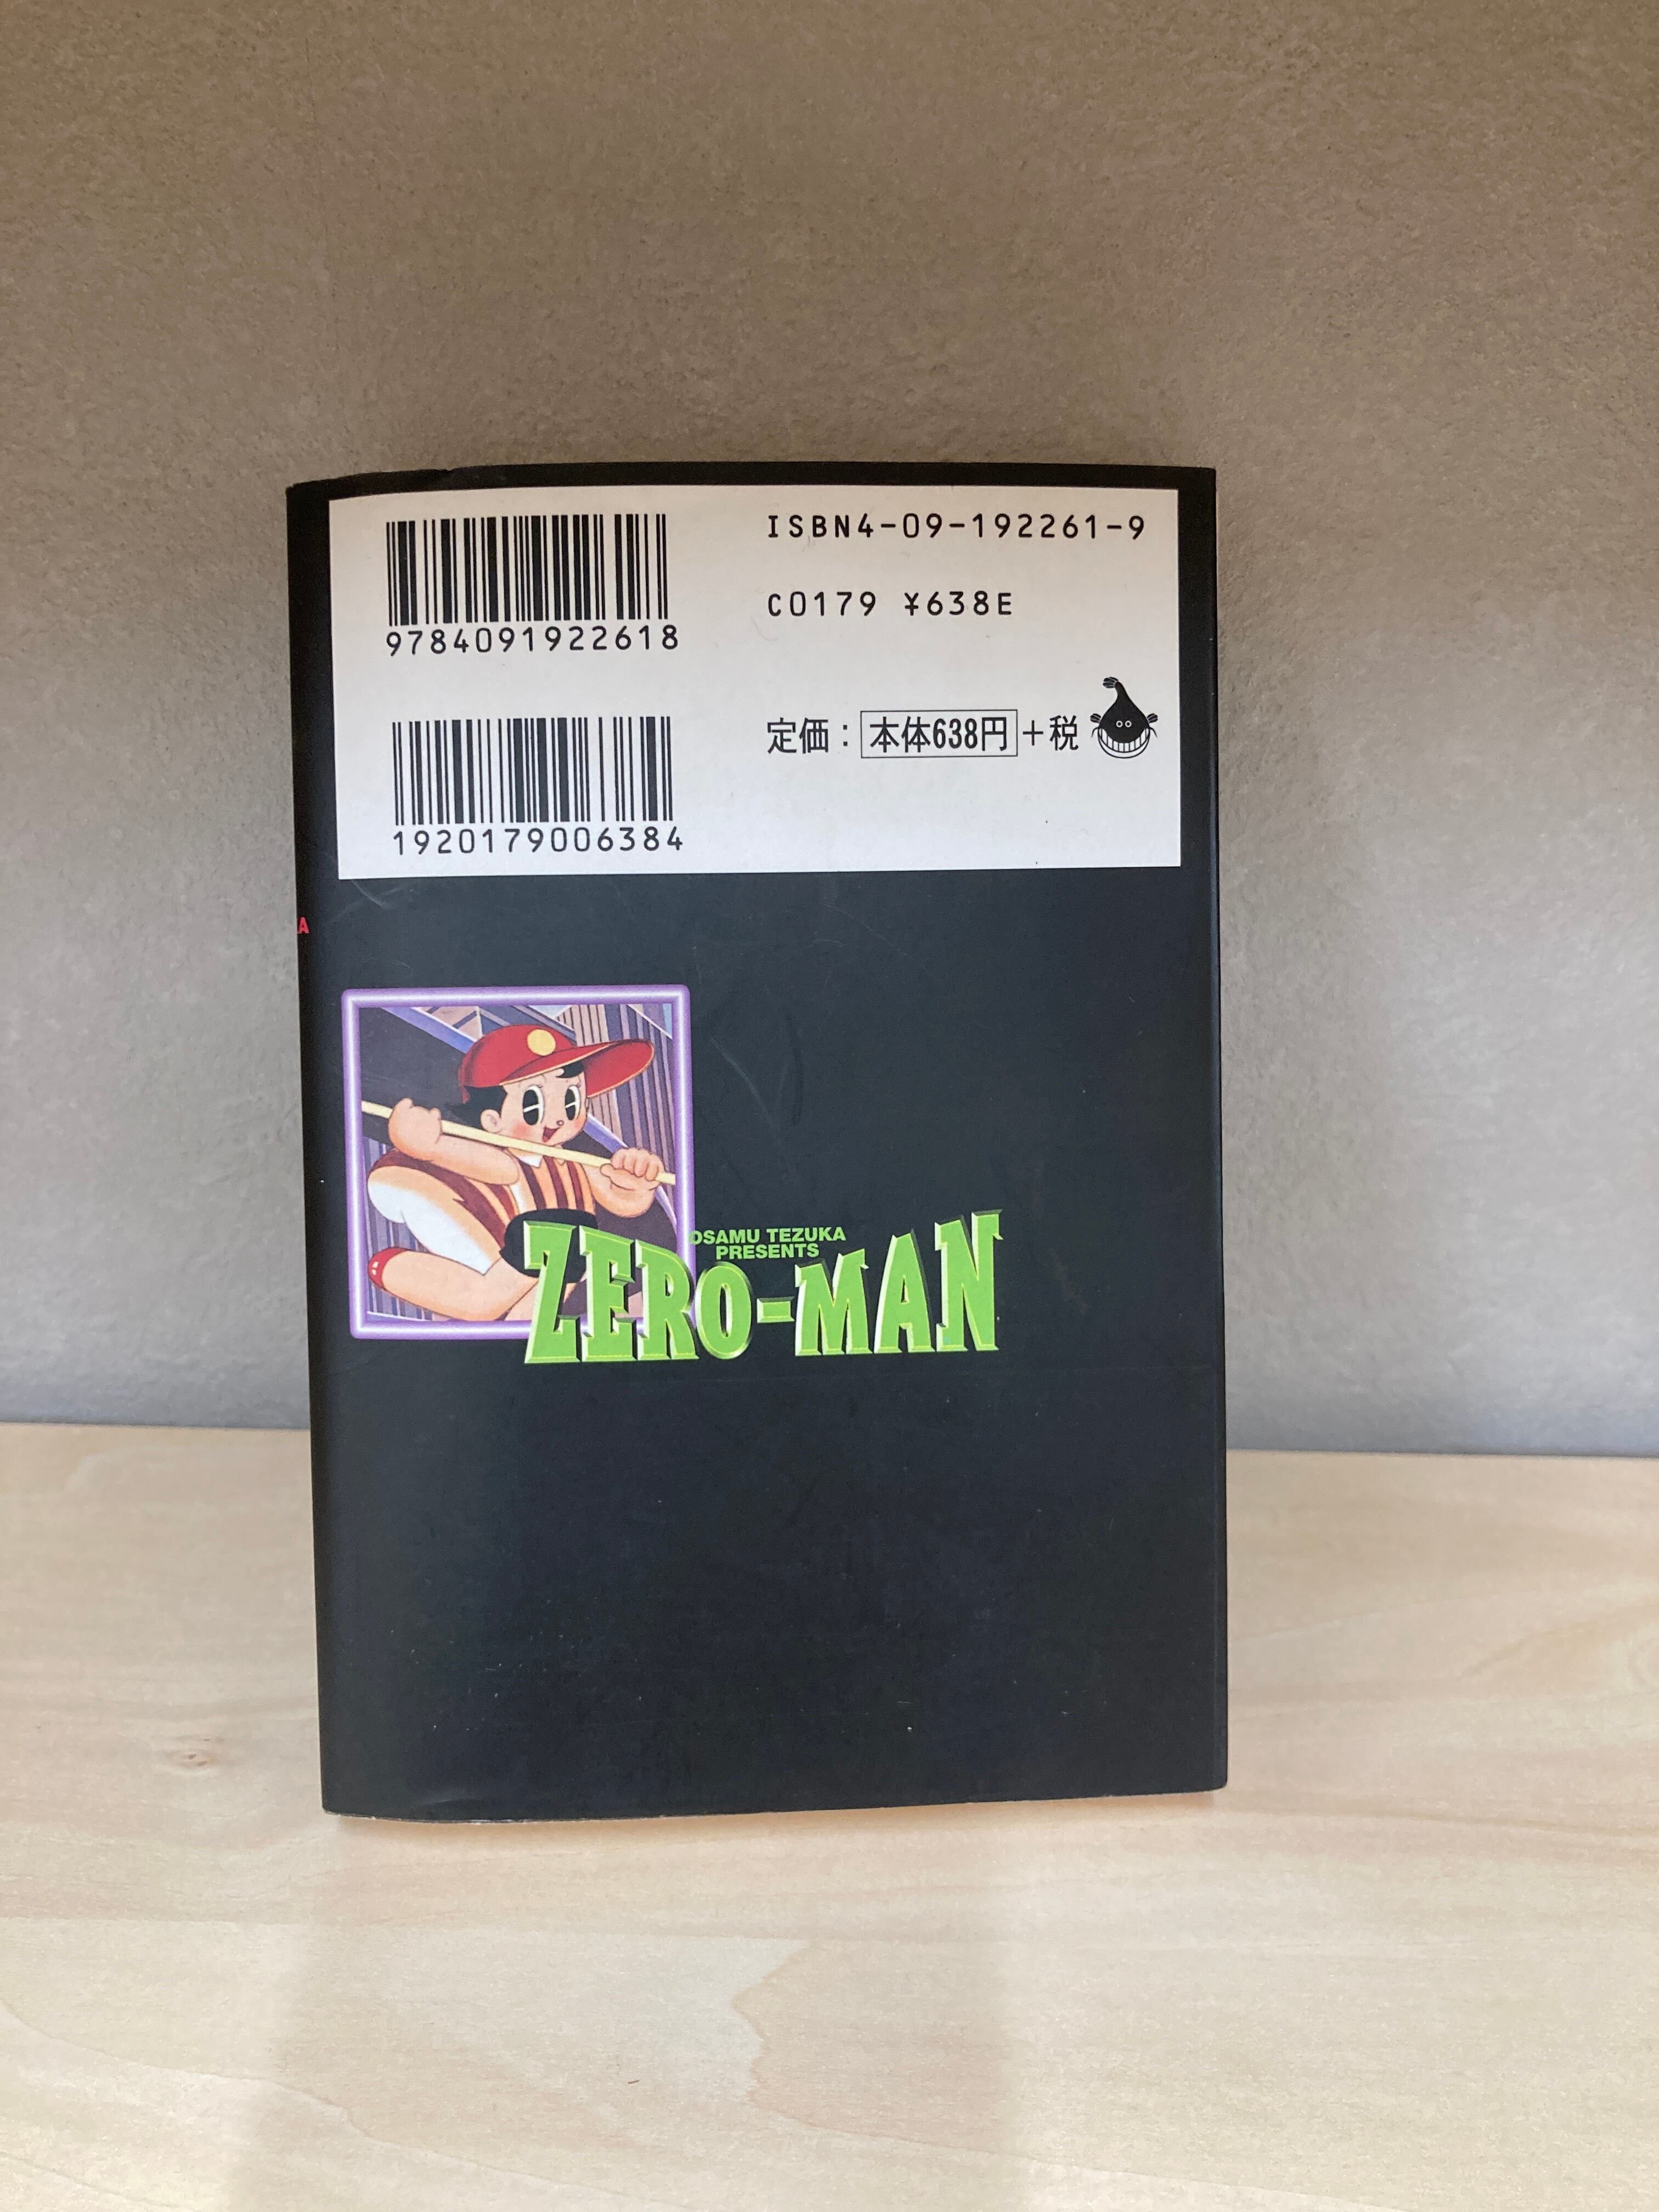 ISBN4-09-192261-9
9784091922618
C0179 ¥638E
定価：本体638円+税
1920179006384
A
OSAMU TEZUKA
PRESENTS
ZERO-MAN